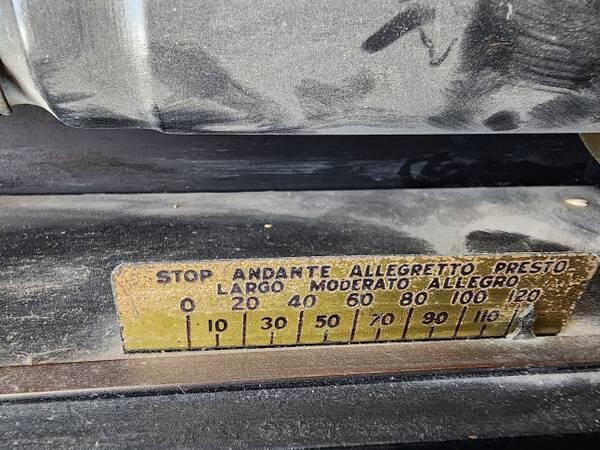 STOP ANDANTE ALLEGRETTO PRESTO
LARGO MODERATO ALLEGRO
0 20 40 60 80 100 120
10 30 50 70 90 110